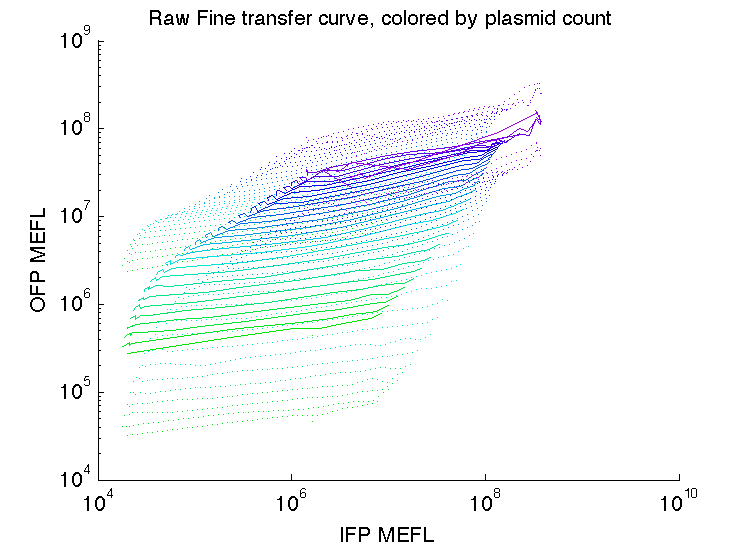 Raw Fine transfer curve, colored by plasmid count
10^9
10^8
10^7
10^6
10^5
10^4
OFP MEFL
10^4 10^6 10^8 10^10
IFP MEFL